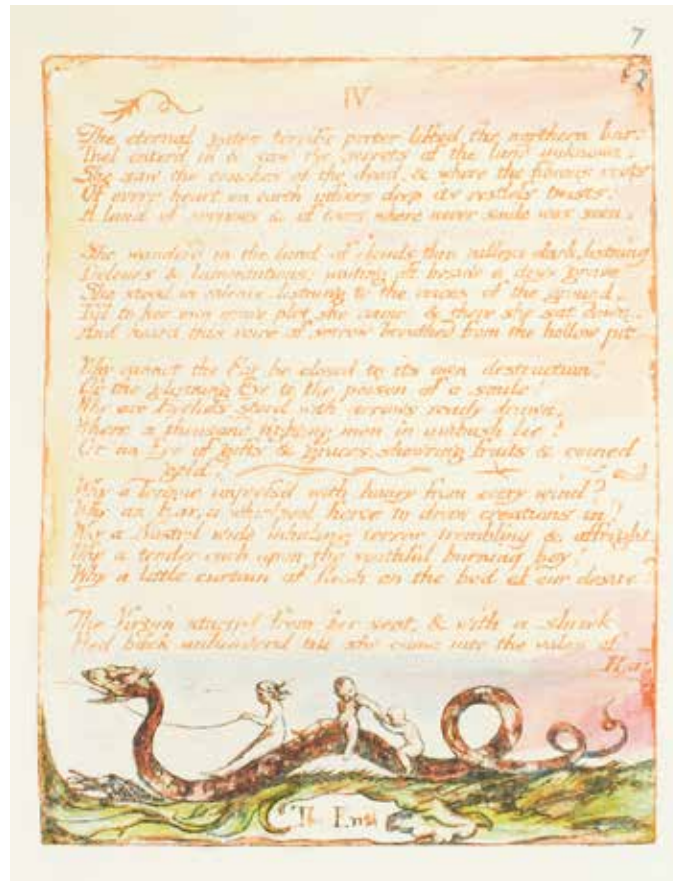 7
IV
The eternal gates terrific porter lifted the northern bar:
Thel enter'd in & saw the secrets of the land unknown;
She saw the couches of the dead, & where the fibrous roots
Of every heart on earth infixes deep its restless twists:
A land of sorrows & of tears where never smile was seen.
She wanderd in the land of clouds thro' valleys dark, listning
Dolours & lamentations: waiting oft beside a dewy grave
She stood in silence, listning to the voices of the ground,
Till to her own grave plot she came, & there she sat down.
And heard this voice of sorrow breathed from the hollow pit.
Why cannot the Ear be closed to its own destruction?
Or the glistning Eye to the poison of a smile!
Why are Eyelids stord with arrows ready drawn,
Where a thousand fighting men in ambush lie?
Or an Eye of gifts & graces, show'ring fruits & coined
gold!
Why a Tongue impress'd with honey from every wind?
Why an Ear, a whirlpool fierce to draw creations in?
Why a Nostril wide inhaling terror trembling & affright.
Why a tender curb upon the youthful burning boy!
Why a little curtain of flesh on the bed of our desire?
The Virgin started from her seat, & with a shriek.
Fled back unhinderd till she came into the vales of
Har
The End